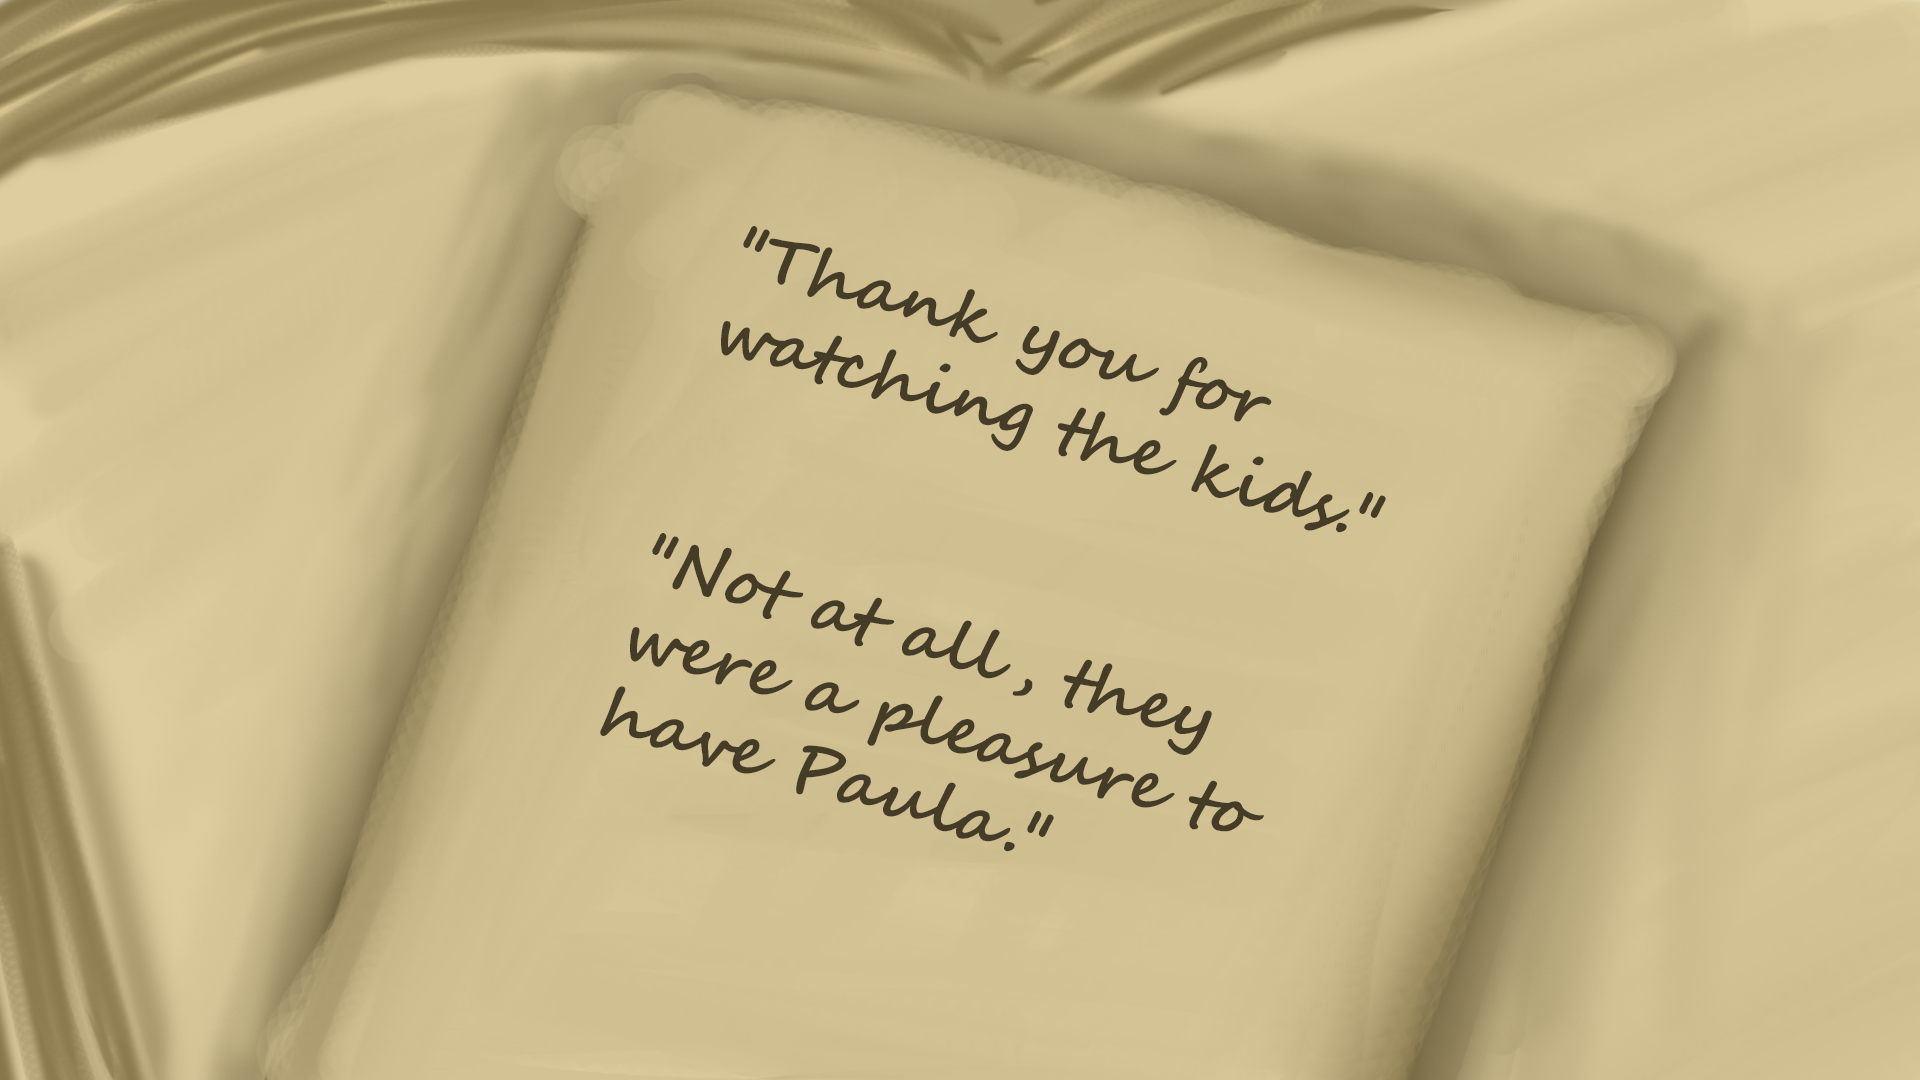 "Thank you for
watching the kids."
"Not at all, they
were a pleasure to
have Paula."